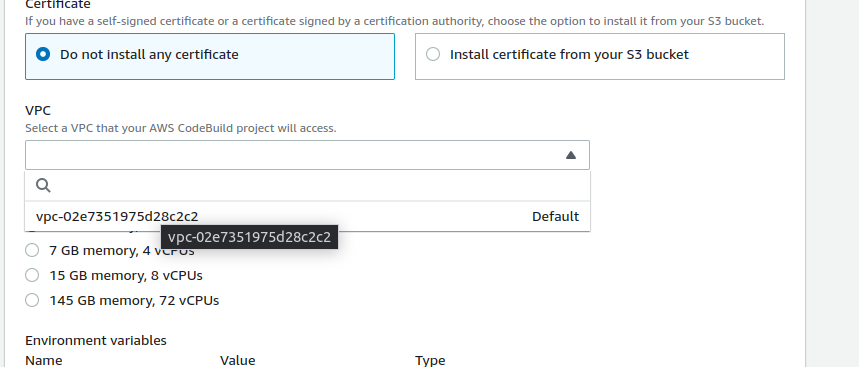 Certificate
If you have a self-signed certificate or a certificate signed by a certification authority, choose the option to install it from your S3 bucket.
Do not install any certificate
Install certificate from your S3 bucket
VPC
Select a VPC that your AWS CodeBuild project will access.
vpc-02e7351975d28c2c2 Default
vpc-02e7351975d28c2c2
7 GB memory, 4 vCPUs
15 GB memory, 8 vCPUs
145 GB memory, 72 vCPUs
Environment variables
Name Value Type